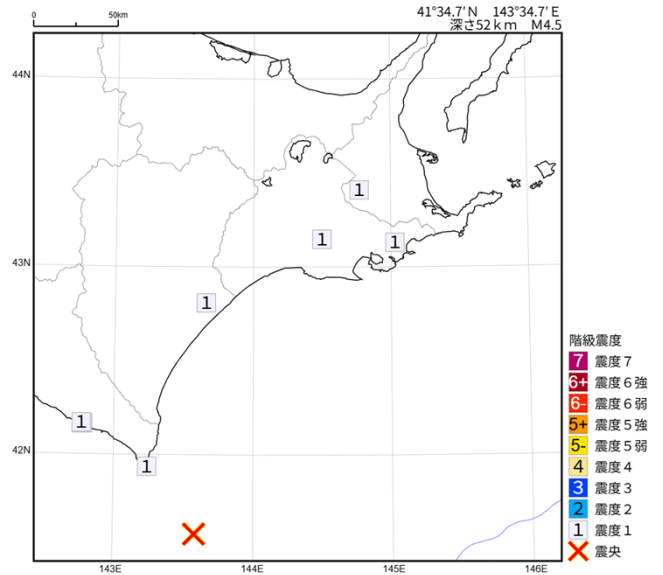 0 50km
41°34.7′N 143°34.7′E
深さ52km M4.5
44N
1
1
1
43N
1
1
42N
1
143E 144E 145E 146E
階級震度
7 震度7
6+ 震度6強
6- 震度6弱
5+ 震度5強
5- 震度5弱
4 震度4
3 震度3
2 震度2
1 震度1
震央